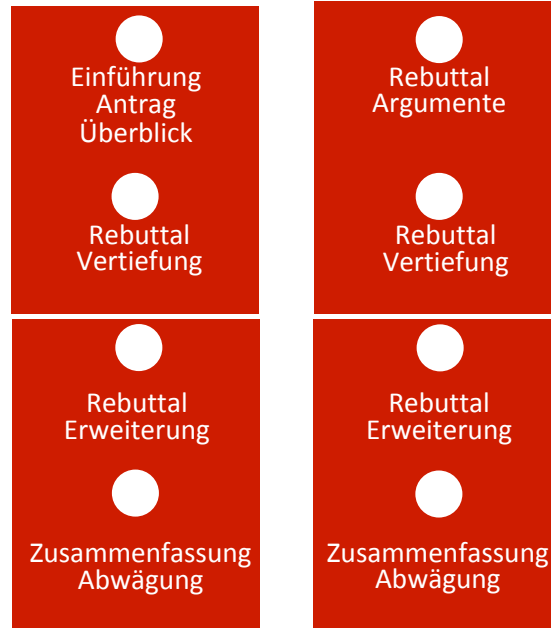 Einführung
Antrag
Überblick
Rebuttal
Vertiefung
Rebuttal
Argumente
Rebuttal
Vertiefung
Rebuttal
Erweiterung
Zusammenfassung
Abwägung
Rebuttal
Erweiterung
Zusammenfassung
Abwägung